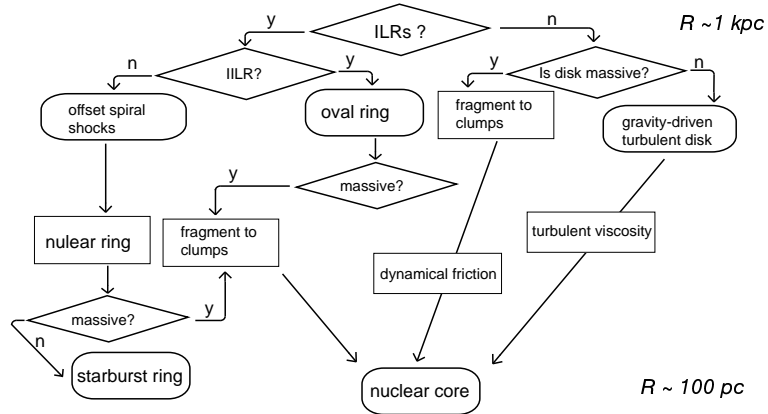 y
ILRs ?
n
R ~1 kpc
n
IILR?
y
y
Is disk massive?
n
offset spiral
shocks
oval ring
fragment to
clumps
gravity-driven
turbulent disk
y
massive?
nulear ring
fragment to
clumps
turbulent viscosity
dynamical friction
massive?
y
n
starburst ring
nuclear core
R ~ 100 pc